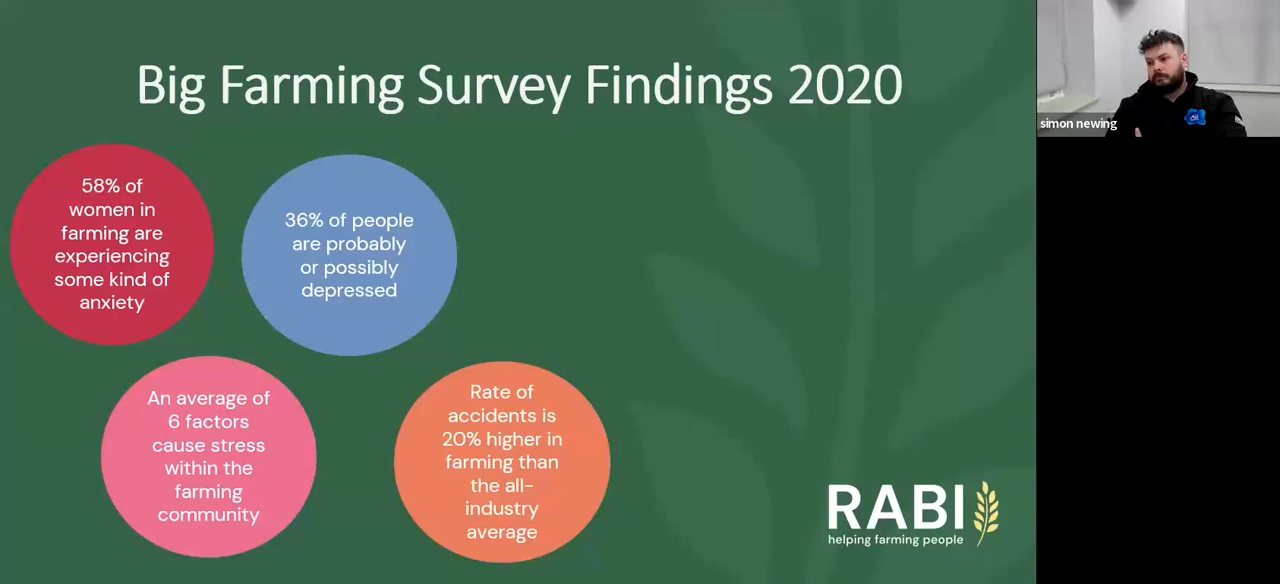 Big Farming Survey Findings 2020
58% of
women in
farming are
experiencing
some kind of
anxiety
36% of people
are probably
or possibly
depressed
An average of
6 factors
cause stress
within the
farming
community
Rate of
accidents is
20% higher in
farming than
the all-
industry
average
RABI
helping farming people
simon newing